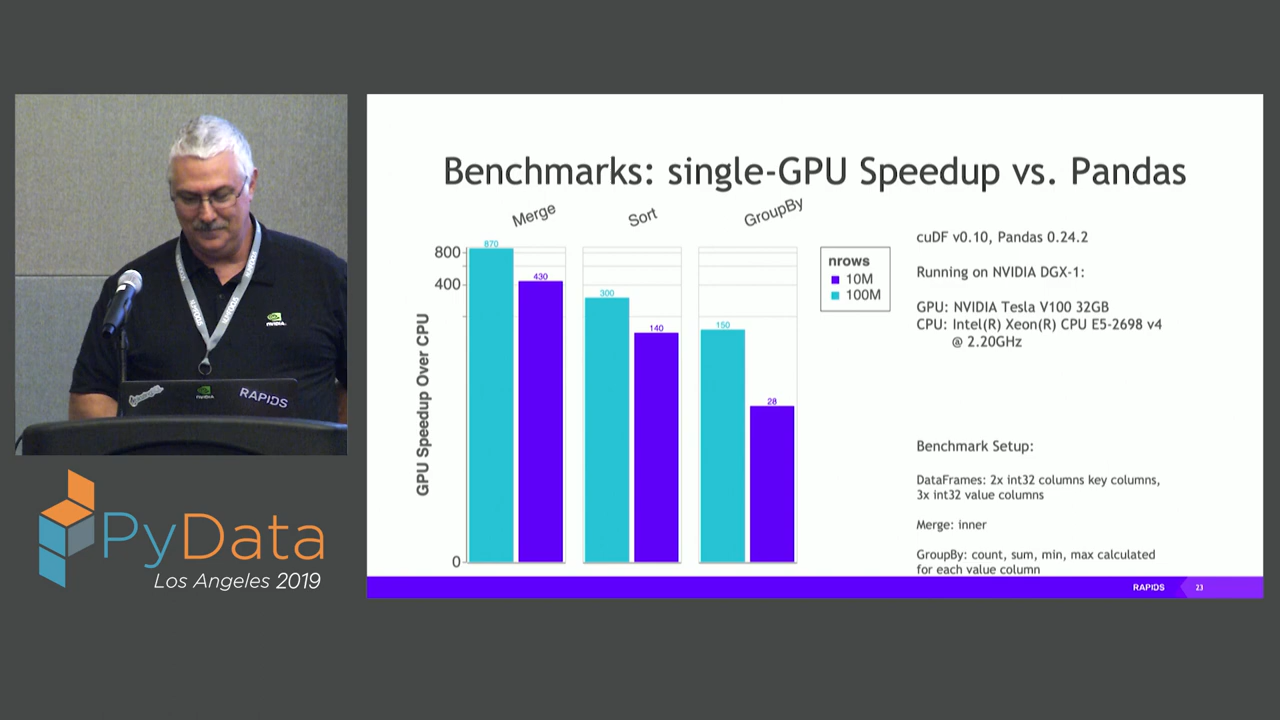 Benchmarks: single-GPU Speedup vs. Pandas
Merge
Sort
GroupBy
GPU Speedup Over CPU
800
400
0
870
430
300
140
150
28
nrows
10M
100M
cuDF v0.10, Pandas 0.24.2
Running on NVIDIA DGX-1:
GPU: NVIDIA Tesla V100 32GB
CPU: Intel(R) Xeon(R) CPU E5-2698 v4
@ 2.20GHz
Benchmark Setup:
DataFrames: 2x int32 columns key columns,
3x int32 value columns
Merge: inner
GroupBy: count, sum, min, max calculated
for each value column
RAPIDS
23
NVIDIA
NVIDIA
RAPIDS
PyData
Los Angeles 2019